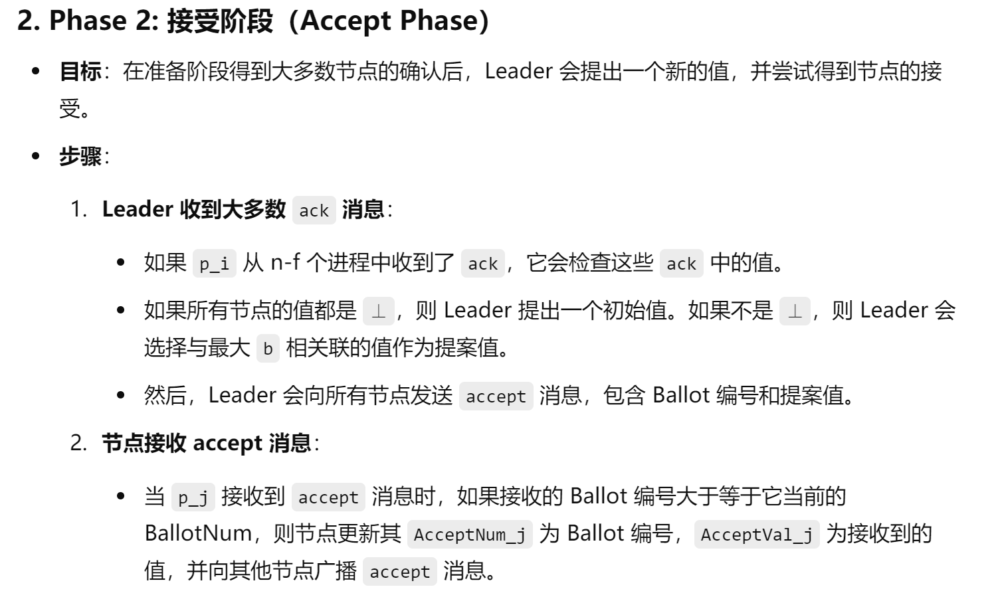 2. Phase 2: 接受阶段（Accept Phase）
• 目标：在准备阶段得到大多数节点的确认后，Leader 会提出一个新的值，并尝试得到节点的接
受。
• 步骤：
1. Leader 收到大多数 ack 消息：
• 如果 p_i 从 n-f 个进程中收到了 ack，它会检查这些 ack 中的值。
• 如果所有节点的值都是 ⊥，则 Leader 提出一个初始值。如果不是 ⊥，则 Leader 会
选择与最大 b 相关联的值作为提案值。
• 然后，Leader 会向所有节点发送 accept 消息，包含 Ballot 编号和提案值。
2. 节点接收 accept 消息：
• 当 p_j 接收到 accept 消息时，如果接收的 Ballot 编号大于等于它当前的
BallotNum，则节点更新其 AcceptNum_j 为 Ballot 编号，AcceptVal_j 为接收到的
值，并向其他节点广播 accept 消息。